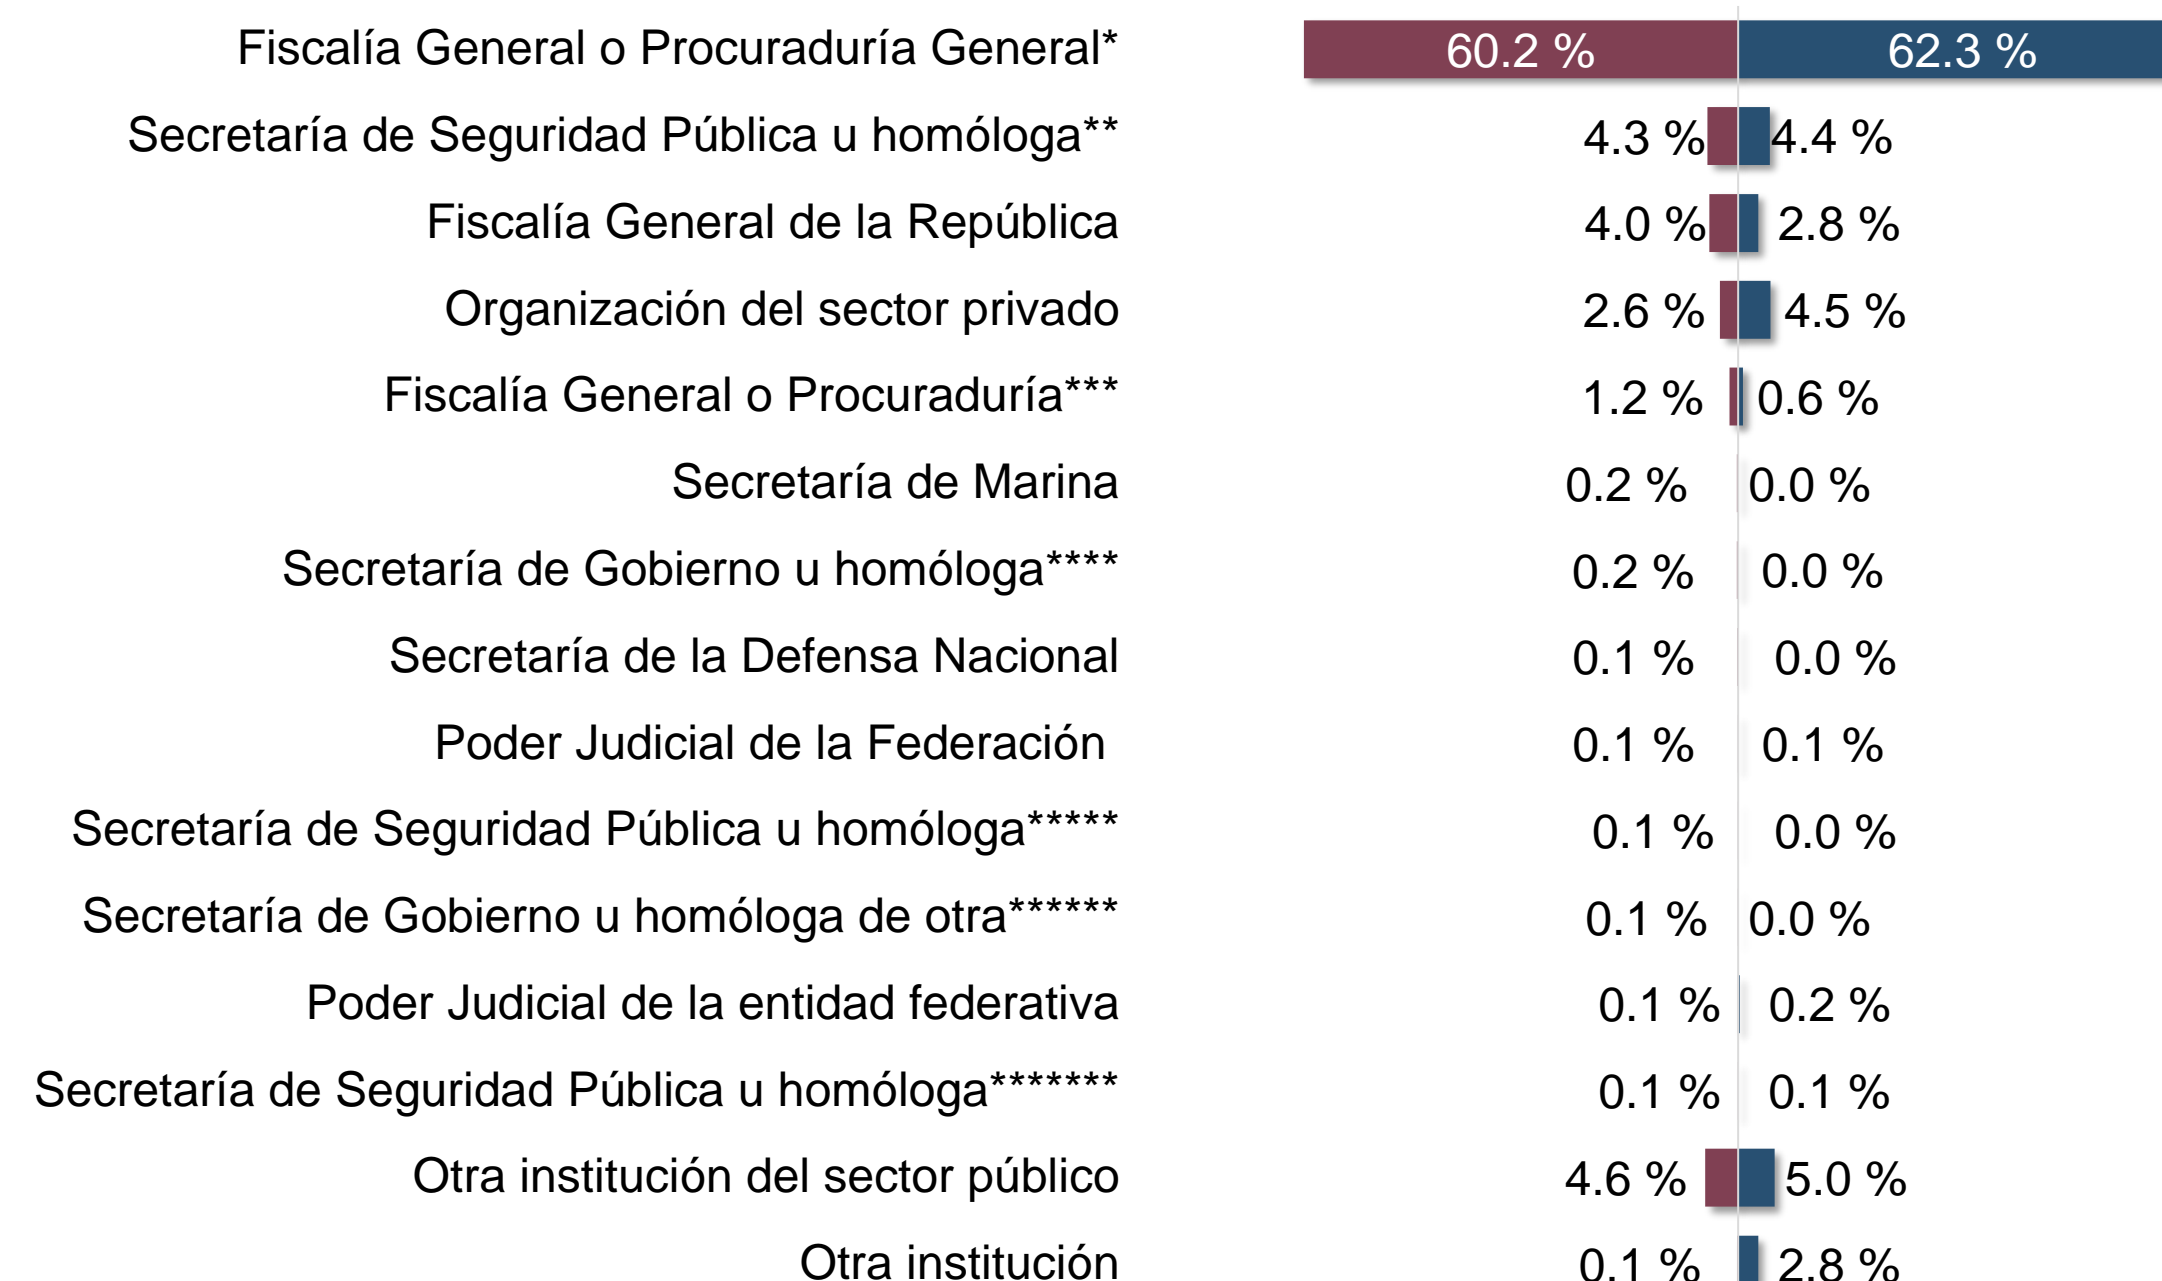 Fiscalía General o Procuraduría General* 60.2 % 62.3 %
Secretaría de Seguridad Pública u homóloga** 4.3 % 4.4 %
Fiscalía General de la República 4.0 % 2.8 %
Organización del sector privado 2.6 % 4.5 %
Fiscalía General o Procuraduría*** 1.2 % 0.6 %
Secretaría de Marina 0.2 % 0.0 %
Secretaría de Gobierno u homóloga**** 0.2 % 0.0 %
Secretaría de la Defensa Nacional 0.1 % 0.0 %
Poder Judicial de la Federación 0.1 % 0.1 %
Secretaría de Seguridad Pública u homóloga***** 0.1 % 0.0 %
Secretaría de Gobierno u homóloga de otra****** 0.1 % 0.0 %
Poder Judicial de la entidad federativa 0.1 % 0.2 %
Secretaría de Seguridad Pública u homóloga******* 0.1 % 0.1 %
Otra institución del sector público 4.6 % 5.0 %
Otra institución 0.1 % 2.8 %